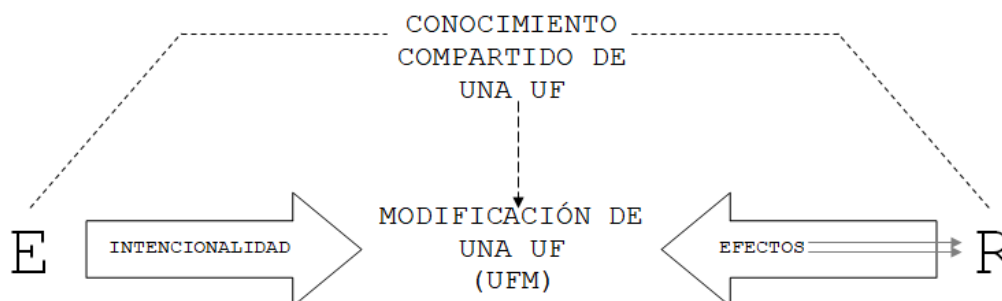 CONOCIMIENTO
COMPARTIDO DE
UNA UF
E
INTENCIONALIDAD
MODIFICACIÓN DE
UNA UF
(UFM)
EFECTOS
R